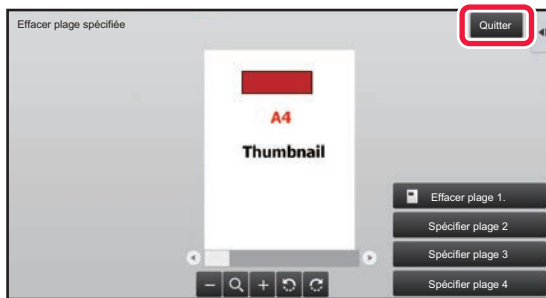 Effacer plage spécifiée
Quitter
A4
Thumbnail
Effacer plage 1.
Spécifier plage 2
Spécifier plage 3
Spécifier plage 4